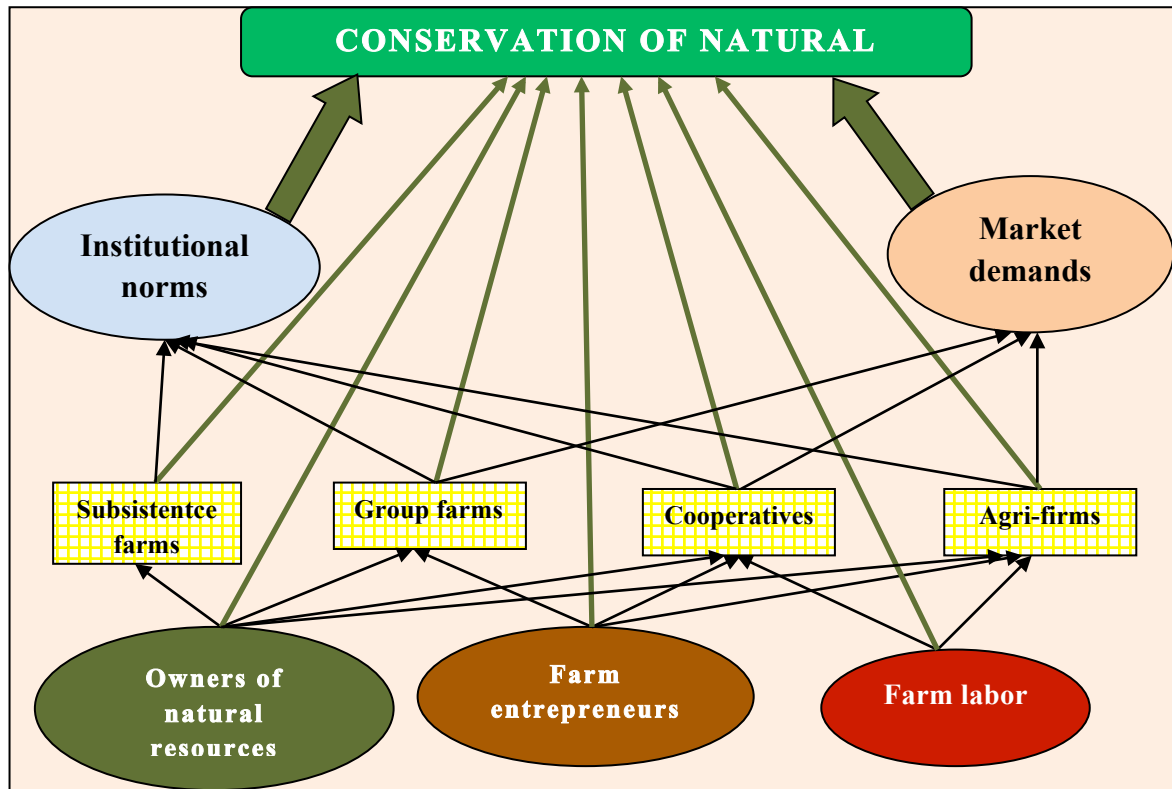 CONSERVATION OF NATURAL
Institutional
norms
Market
demands
Subsistentce
farms
Group farms
Cooperatives
Agri-firms
Owners of
natural
resources
Farm
entrepreneurs
Farm labor